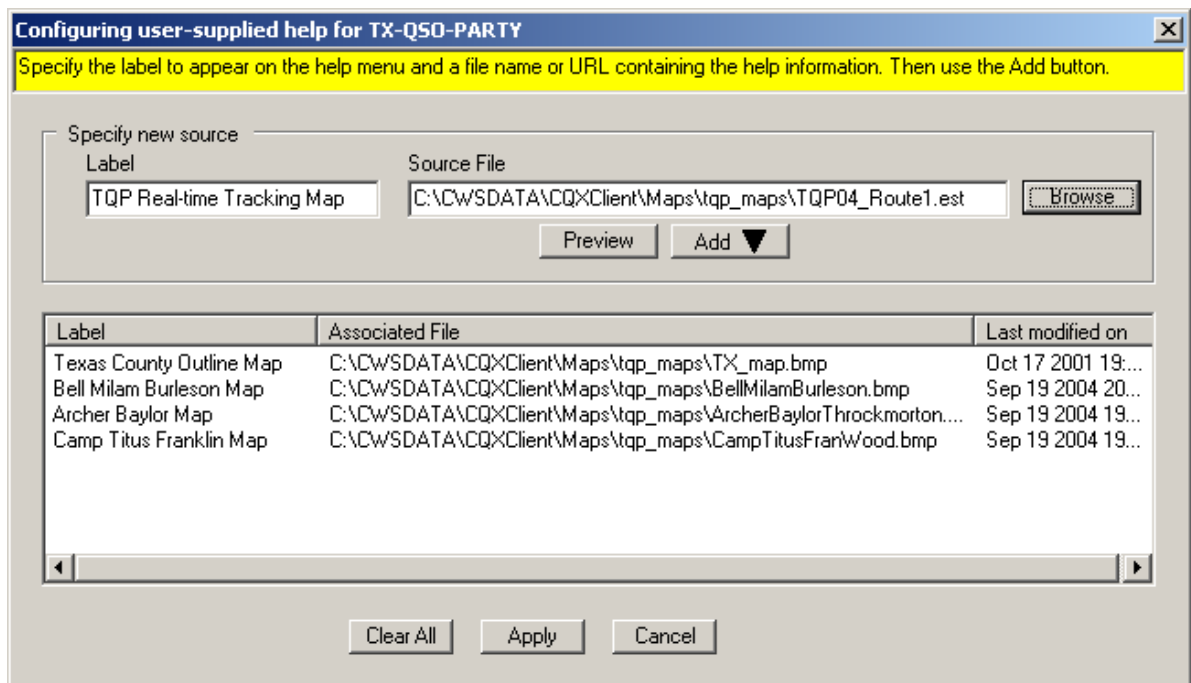 Configuring user-supplied help for TX-QSO-PARTY
Specify the label to appear on the help menu and a file name or URL containing the help information. Then use the Add button.
Specify new source
Label Source File
TQP Real-time Tracking Map C:\CWSDATA\CQXClient\Maps\tqp_maps\TQP04_Route1.est Browse
Preview Add
Label Associated File Last modified on
Texas County Outline Map C:\CWSDATA\CQXClient\Maps\tqp_maps\TX_map.bmp Oct 17 2001 19:...
Bell Milam Burleson Map C:\CWSDATA\CQXClient\Maps\tqp_maps\BellMilamBurleson.bmp Sep 19 2004 20...
Archer Baylor Map C:\CWSDATA\CQXClient\Maps\tqp_maps\ArcherBaylorThrockmorton.... Sep 19 2004 19...
Camp Titus Franklin Map C:\CWSDATA\CQXClient\Maps\tqp_maps\CampTitusFranWood.bmp Sep 19 2004 19...
Clear All Apply Cancel